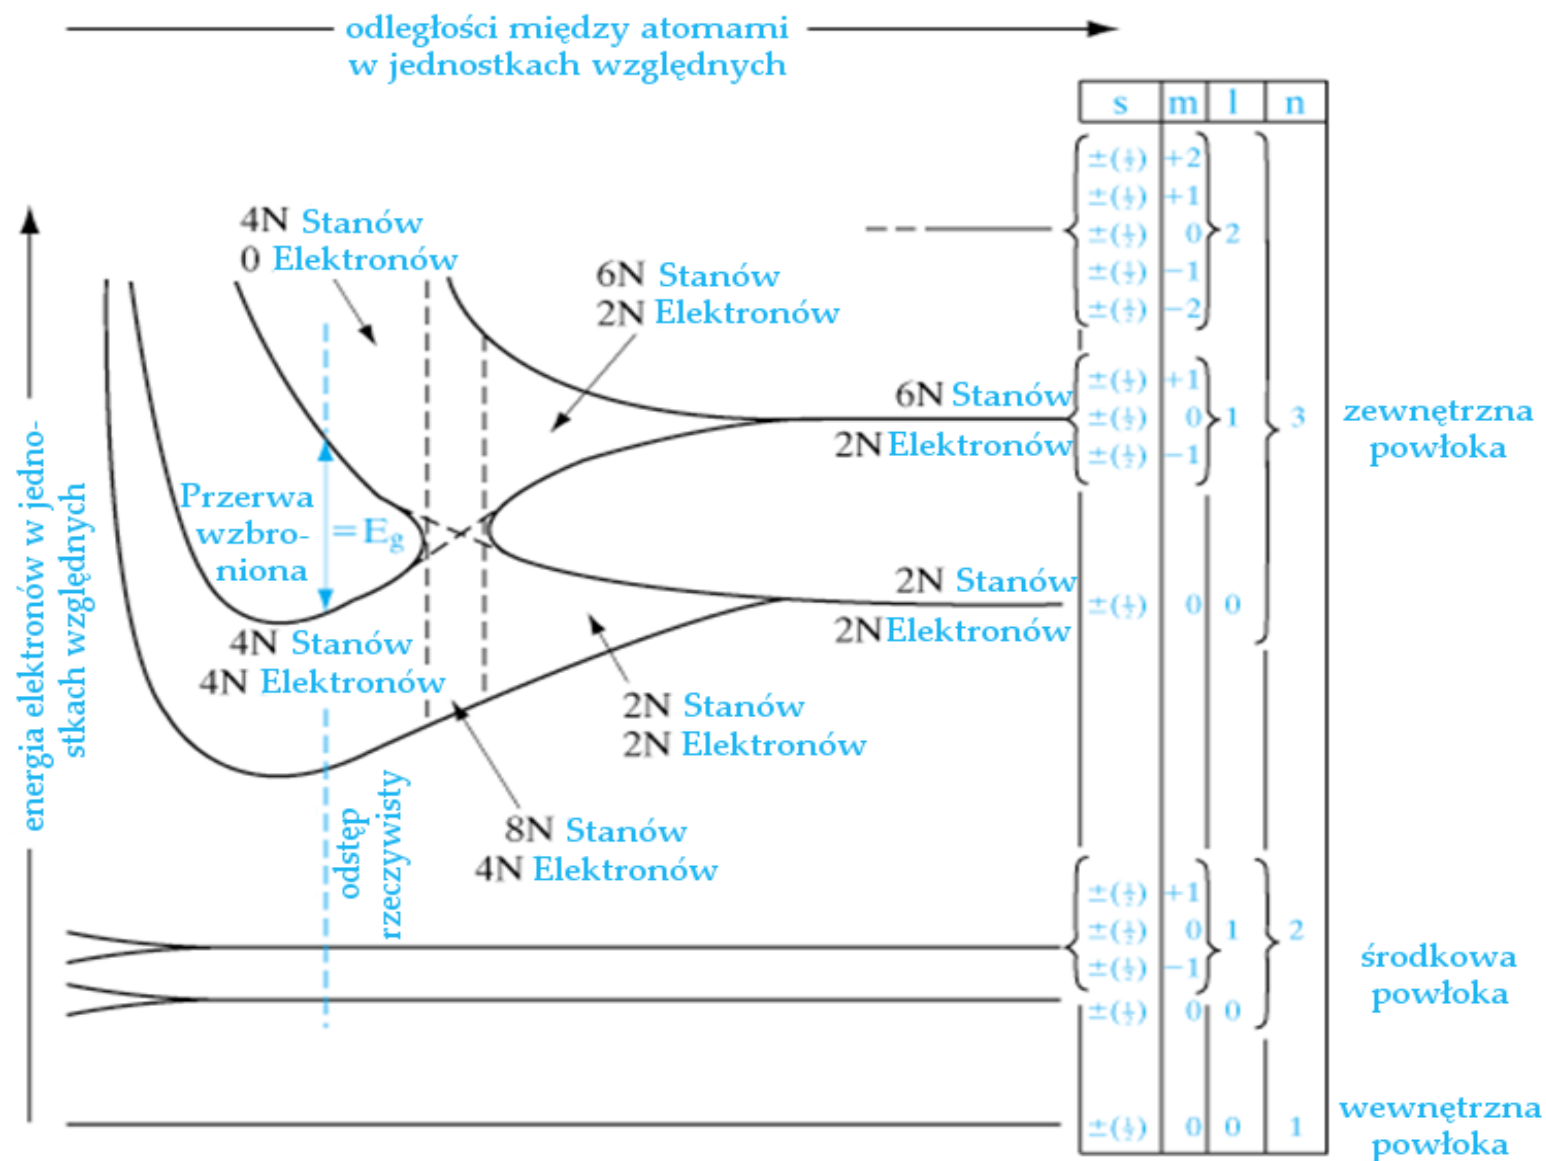 odległości między atomami
w jednostkach względnych
energia elektronów w jedno-
stkach względnych
4N Stanów
0 Elektronów
6N Stanów
2N Elektronów
Przerwa
wzbro-
niona
= E_g
4N Stanów
4N Elektronów
odstęp
rzeczywisty
8N Stanów
4N Elektronów
2N Stanów
2N Elektronów
6N Stanów
2N Elektronów
2N Stanów
2N Elektronów
s m l n
±(½) +2
±(½) +1
±(½) 0 2
±(½) −1
±(½) −2
±(½) +1
±(½) 0 1 3
±(½) −1
±(½) 0 0
±(½) +1
±(½) 0 1 2
±(½) −1
±(½) 0 0
±(½) 0 0 1
zewnętrzna
powłoka
środkowa
powłoka
wewnętrzna
powłoka